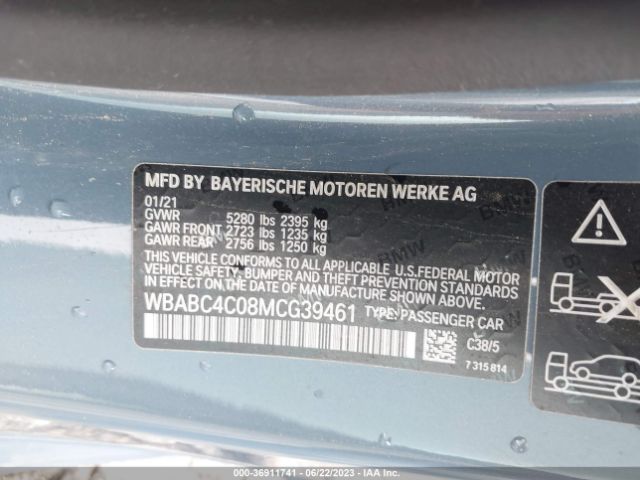 MFD BY BAYERISCHE MOTOREN WERKE AG
01/21
GVWR 5280 lbs 2395 kg
GAWR FRONT 2723 lbs 1235 kg
GAWR REAR 2756 lbs 1250 kg
THIS VEHICLE CONFORMS TO ALL APPLICABLE U.S.FEDERAL MOTOR
VEHICLE SAFETY, BUMPER, AND THEFT PREVENTION STANDARDS
IN EFFECT ON THE DATE OF MANUFACTURE SHOWN ABOVE.
WBABC4C08MCG39461 TYPE: PASSENGER CAR
C38/5
7 315 814
BMW
000-36911741 - 06/22/2023 - IAA Inc.